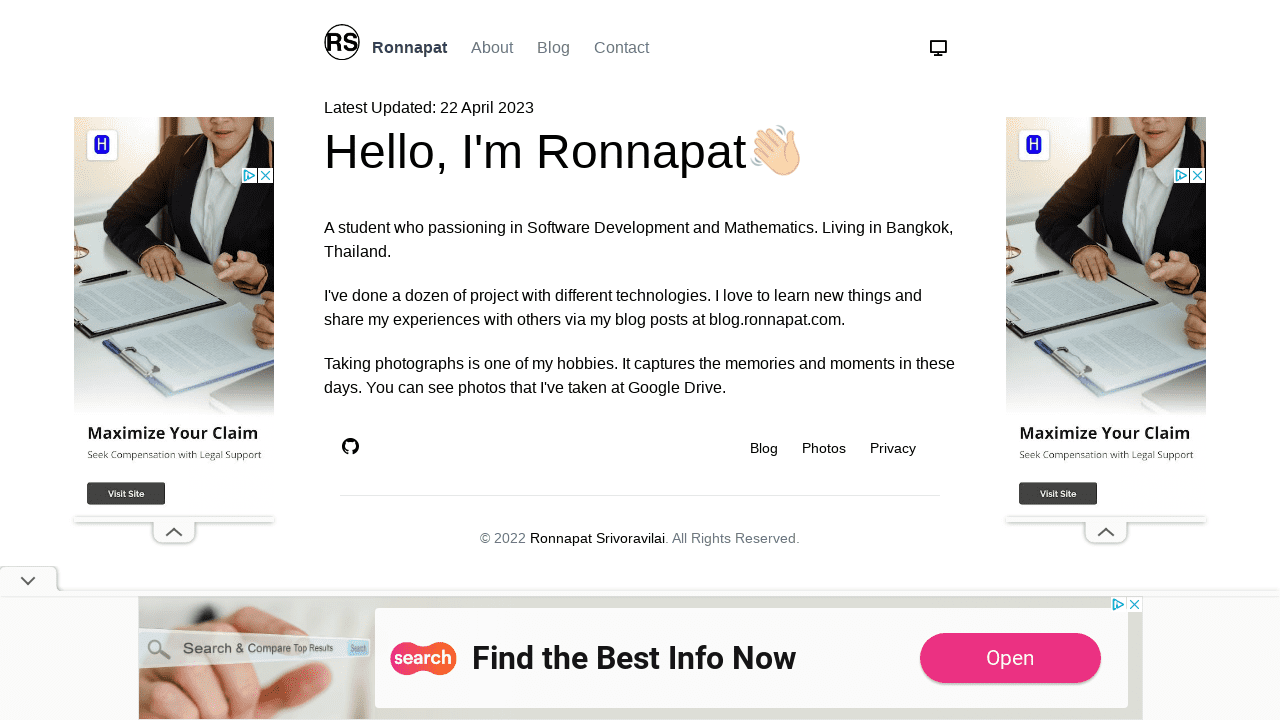 RS
Ronnapat About Blog Contact
Latest Updated: 22 April 2023
Hello, I'm Ronnapat
A student who passioning in Software Development and Mathematics. Living in Bangkok,
Thailand.
I've done a dozen of project with different technologies. I love to learn new things and
share my experiences with others via my blog posts at blog.ronnapat.com.
Taking photographs is one of my hobbies. It captures the memories and moments in these
days. You can see photos that I've taken at Google Drive.
Blog Photos Privacy
© 2022 Ronnapat Srivoravilai. All Rights Reserved.
H
Maximize Your Claim
Seek Compensation with Legal Support
Visit Site
H
Maximize Your Claim
Seek Compensation with Legal Support
Visit Site
Search & Compare Top Results Search
search
Find the Best Info Now
Open